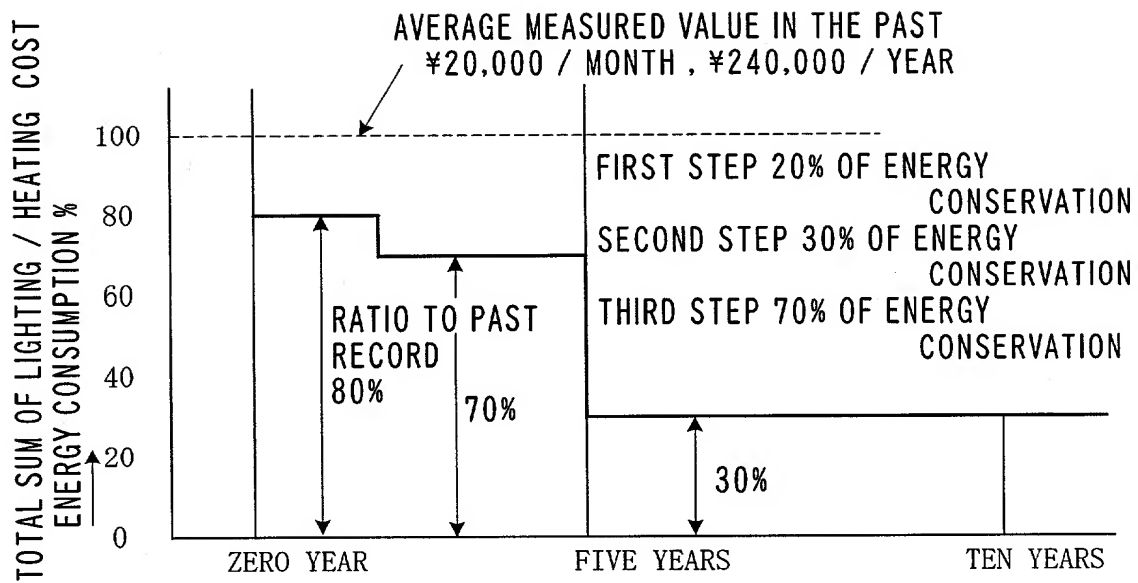 AVERAGE MEASURED VALUE IN THE PAST
¥20,000 / MONTH , ¥240,000 / YEAR
TOTAL SUM OF LIGHTING / HEATING COST
ENERGY CONSUMPTION %
100
80
60
40
20
0
FIRST STEP 20% OF ENERGY
CONSERVATION
SECOND STEP 30% OF ENERGY
CONSERVATION
THIRD STEP 70% OF ENERGY
CONSERVATION
RATIO TO PAST
RECORD
80%
70%
30%
ZERO YEAR
FIVE YEARS
TEN YEARS